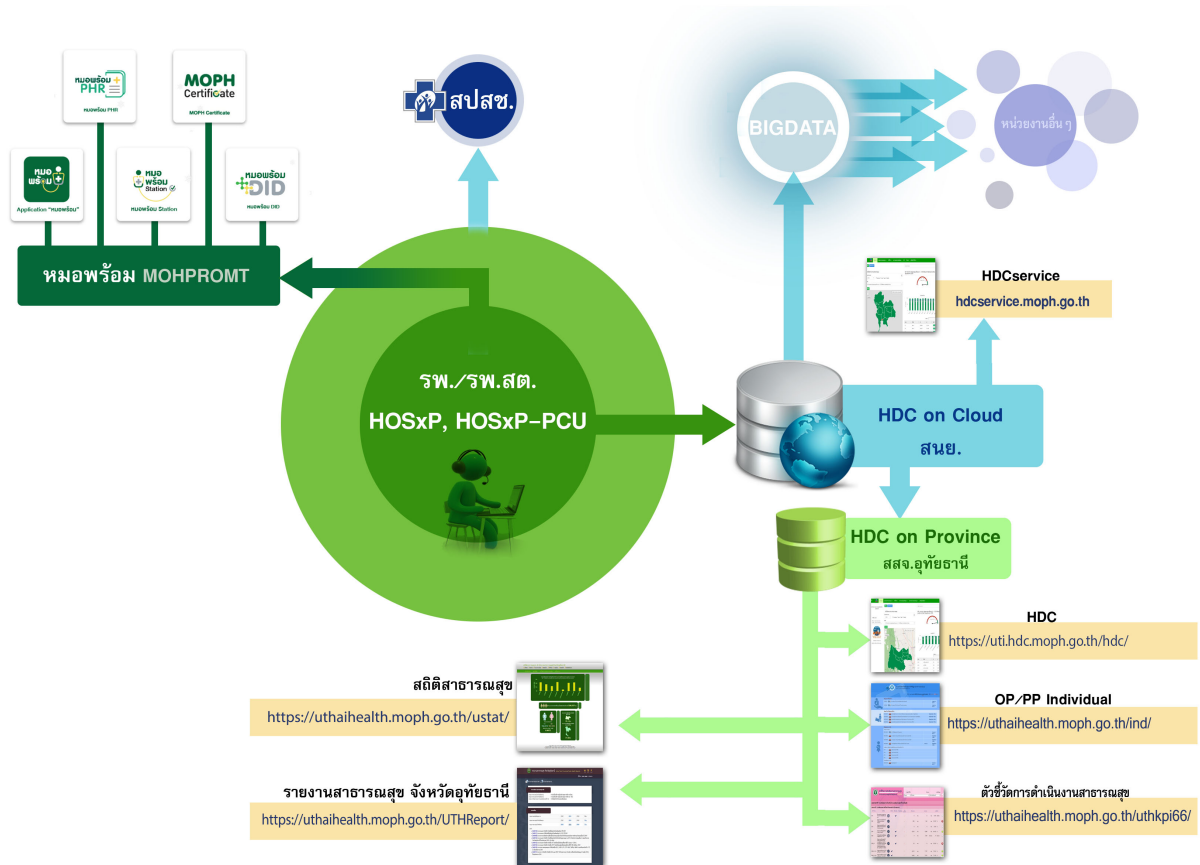 หมอพร้อม
PHR
หมอพร้อม PHR
MOPH
Certificate
MOPH Certificate
หมอ
พร้อม
Application "หมอพร้อม"
หมอ
พร้อม
Station
หมอพร้อม Station
หมอพร้อม
DID
หมอพร้อม DID
หมอพร้อม MOHPROMT
สปสช.
BIGDATA
หน่วยงานอื่น ๆ
HDCservice
hdcservice.moph.go.th
รพ./รพ.สต.
HOSxP, HOSxP-PCU
HDC on Cloud
สนย.
HDC on Province
สสจ.อุทัยธานี
HDC
https://uti.hdc.moph.go.th/hdc/
สถิติสาธารณสุข
https://uthaihealth.moph.go.th/ustat/
OP/PP Individual
https://uthaihealth.moph.go.th/ind/
รายงานสาธารณสุข จังหวัดอุทัยธานี
https://uthaihealth.moph.go.th/UTHReport/
ตัวชี้วัดการดำเนินงานสาธารณสุข
https://uthaihealth.moph.go.th/uthkpi66/